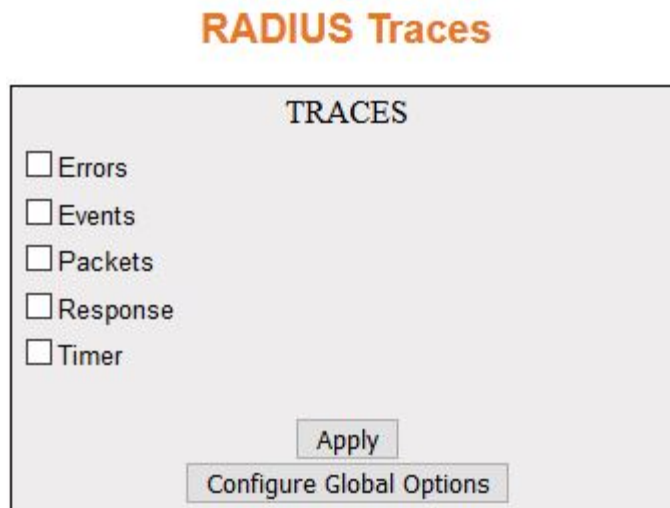 RADIUS Traces
TRACES
Errors
Events
Packets
Response
Timer
Apply
Configure Global Options